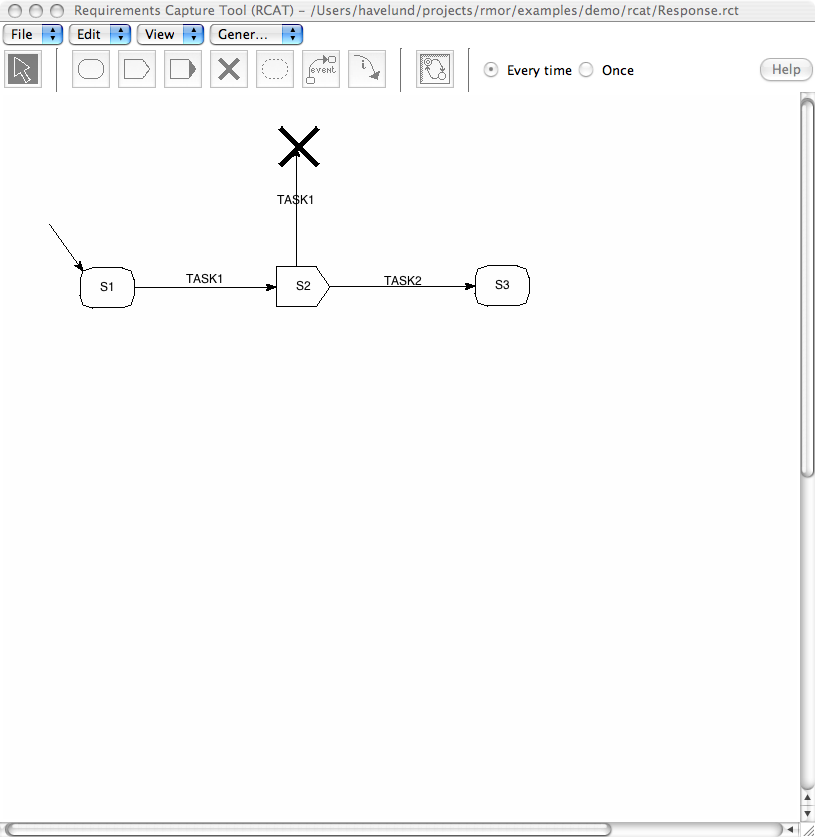 Requirements Capture Tool (RCAT) – /Users/havelund/projects/rmor/examples/demo/rcat/Response.rct
File Edit View Gener...
event i Every time Once Help
TASK1
S1 TASK1 S2 TASK2 S3